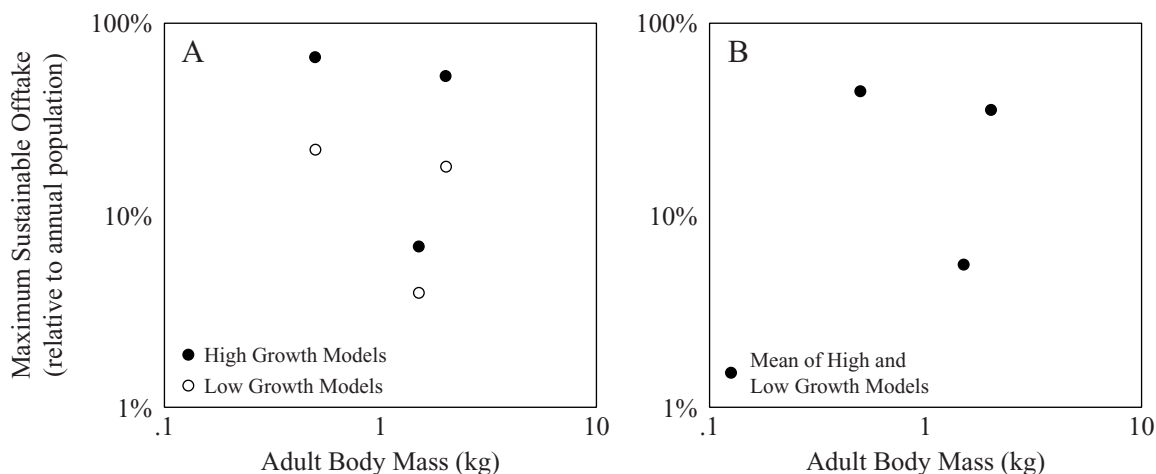 Maximum Sustainable Offtake
(relative to annual population)
100%
10%
1%
A
High Growth Models
Low Growth Models
.1
1
10
Adult Body Mass (kg)
100%
10%
1%
B
Mean of High and
Low Growth Models
.1
1
10
Adult Body Mass (kg)